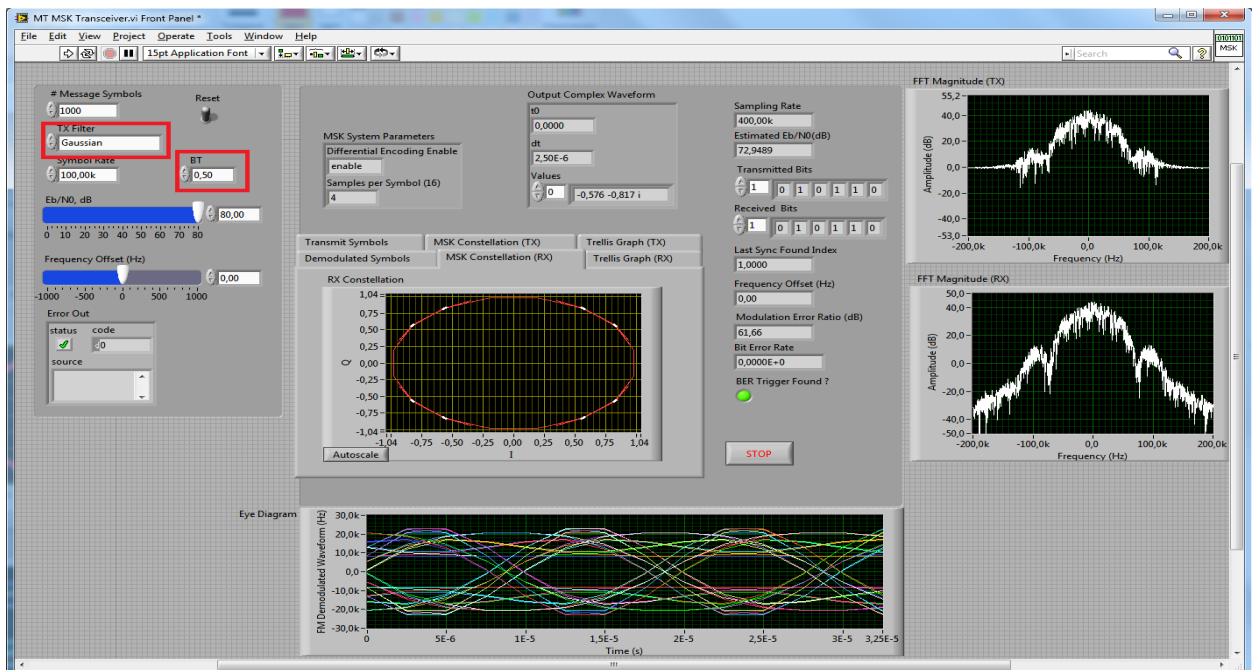 MT MSK Transceiver.vi Front Panel *
File Edit View Project Operate Tools Window Help
15pt Application Font
Search
0101101
MSK
# Message Symbols
1000
Reset
TX Filter
Gaussian
Symbol Rate
100,00k
BT
0,50
Eb/N0, dB
80,00
0 10 20 30 40 50 60 70 80
Frequency Offset (Hz)
0,00
-1000 -500 0 500 1000
Error Out
status code
0
source
MSK System Parameters
Differential Encoding Enable
enable
Samples per Symbol (16)
4
Output Complex Waveform
t0
0,0000
dt
2,50E-6
Values
0 -0,576 -0,817 i
Transmit Symbols MSK Constellation (TX) Trellis Graph (TX)
Demodulated Symbols MSK Constellation (RX) Trellis Graph (RX)
RX Constellation
1,04
0,75
0,50
0,25
0,00
-0,25
-0,50
-0,75
-1,04
Q
-1,04 -0,75 -0,50 -0,25 0,00 0,25 0,50 0,75 1,04
I
Autoscale
Sampling Rate
400,00k
Estimated Eb/N0(dB)
72,9489
Transmitted Bits
1 0 1 0 1 1 0
Received Bits
1 0 1 0 1 1 0
Last Sync Found Index
1,0000
Frequency Offset (Hz)
0,00
Modulation Error Ratio (dB)
61,66
Bit Error Rate
0,0000E+0
BER Trigger Found ?
STOP
FFT Magnitude (TX)
55,2
40,0
20,0
0,0
-20,0
-40,0
-53,0
Amplitude (dB)
-200,0k -100,0k 0,0 100,0k 200,0k
Frequency (Hz)
FFT Magnitude (RX)
50,0
20,0
0,0
-20,0
-40,0
-50,0
Amplitude (dB)
-200,0k -100,0k 0,0 100,0k 200,0k
Frequency (Hz)
Eye Diagram
FM Demodulated Waveform (Hz)
30,0k
20,0k
10,0k
0,0
-10,0k
-20,0k
-30,0k
0 5E-6 1E-5 1,5E-5 2E-5 2,5E-5 3E-5 3,25E-5
Time (s)